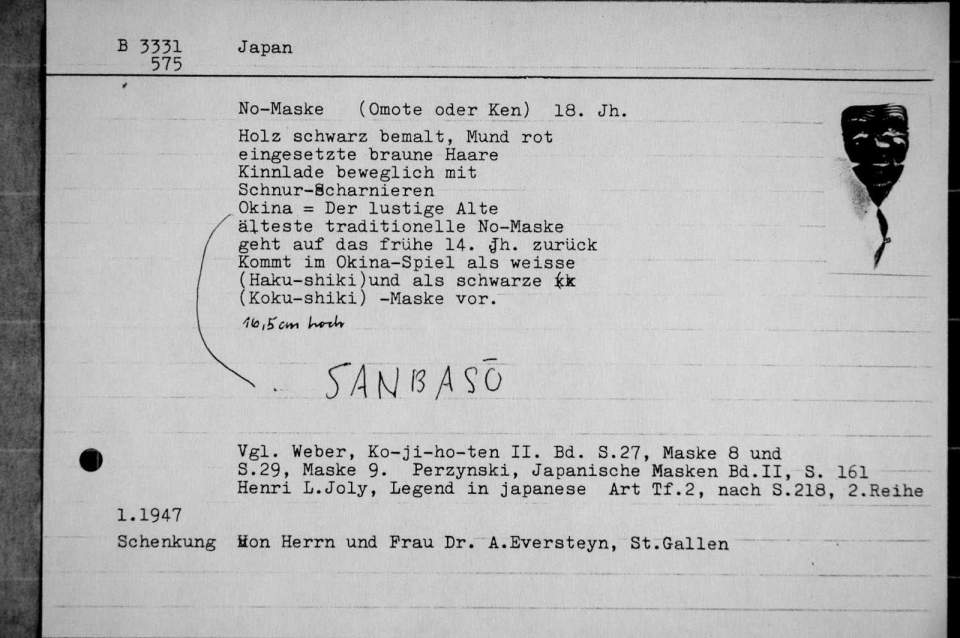 B 3331 Japan
575
No-Maske (Omote oder Ken) 18. Jh.
Holz schwarz bemalt, Mund rot
eingesetzte braune Haare
Kinnlade beweglich mit
Schnur-Scharnieren
Okina = Der lustige Alte
älteste traditionelle No-Maske
geht auf das frühe 14. Jh. zurück
Kommt im Okina-Spiel als weisse
(Haku-shiki)und als schwarze
(Koku-shiki) -Maske vor.
16,5cm hoch
SANBASŌ
Vgl. Weber, Ko-ji-ho-ten II. Bd. S.27, Maske 8 und
S.29, Maske 9. Perzynski, Japanische Masken Bd.II, S. 161
Henri L.Joly, Legend in japanese Art Tf.2, nach S.218, 2.Reihe
1.1947
Schenkung von Herrn und Frau Dr. A.Eversteyn, St.Gallen